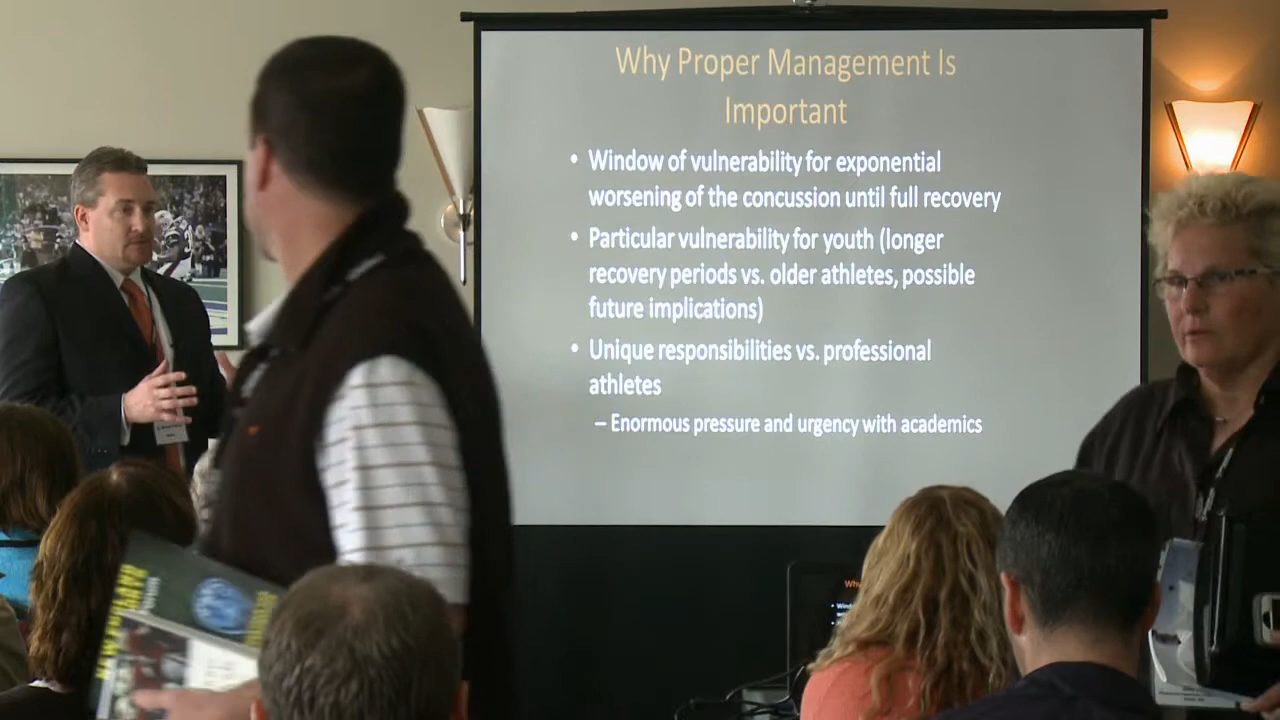 Why Proper Management Is
Important
• Window of vulnerability for exponential
worsening of the concussion until full recovery
• Particular vulnerability for youth (longer
recovery periods vs. older athletes, possible
future implications)
• Unique responsibilities vs. professional
athletes
– Enormous pressure and urgency with academics